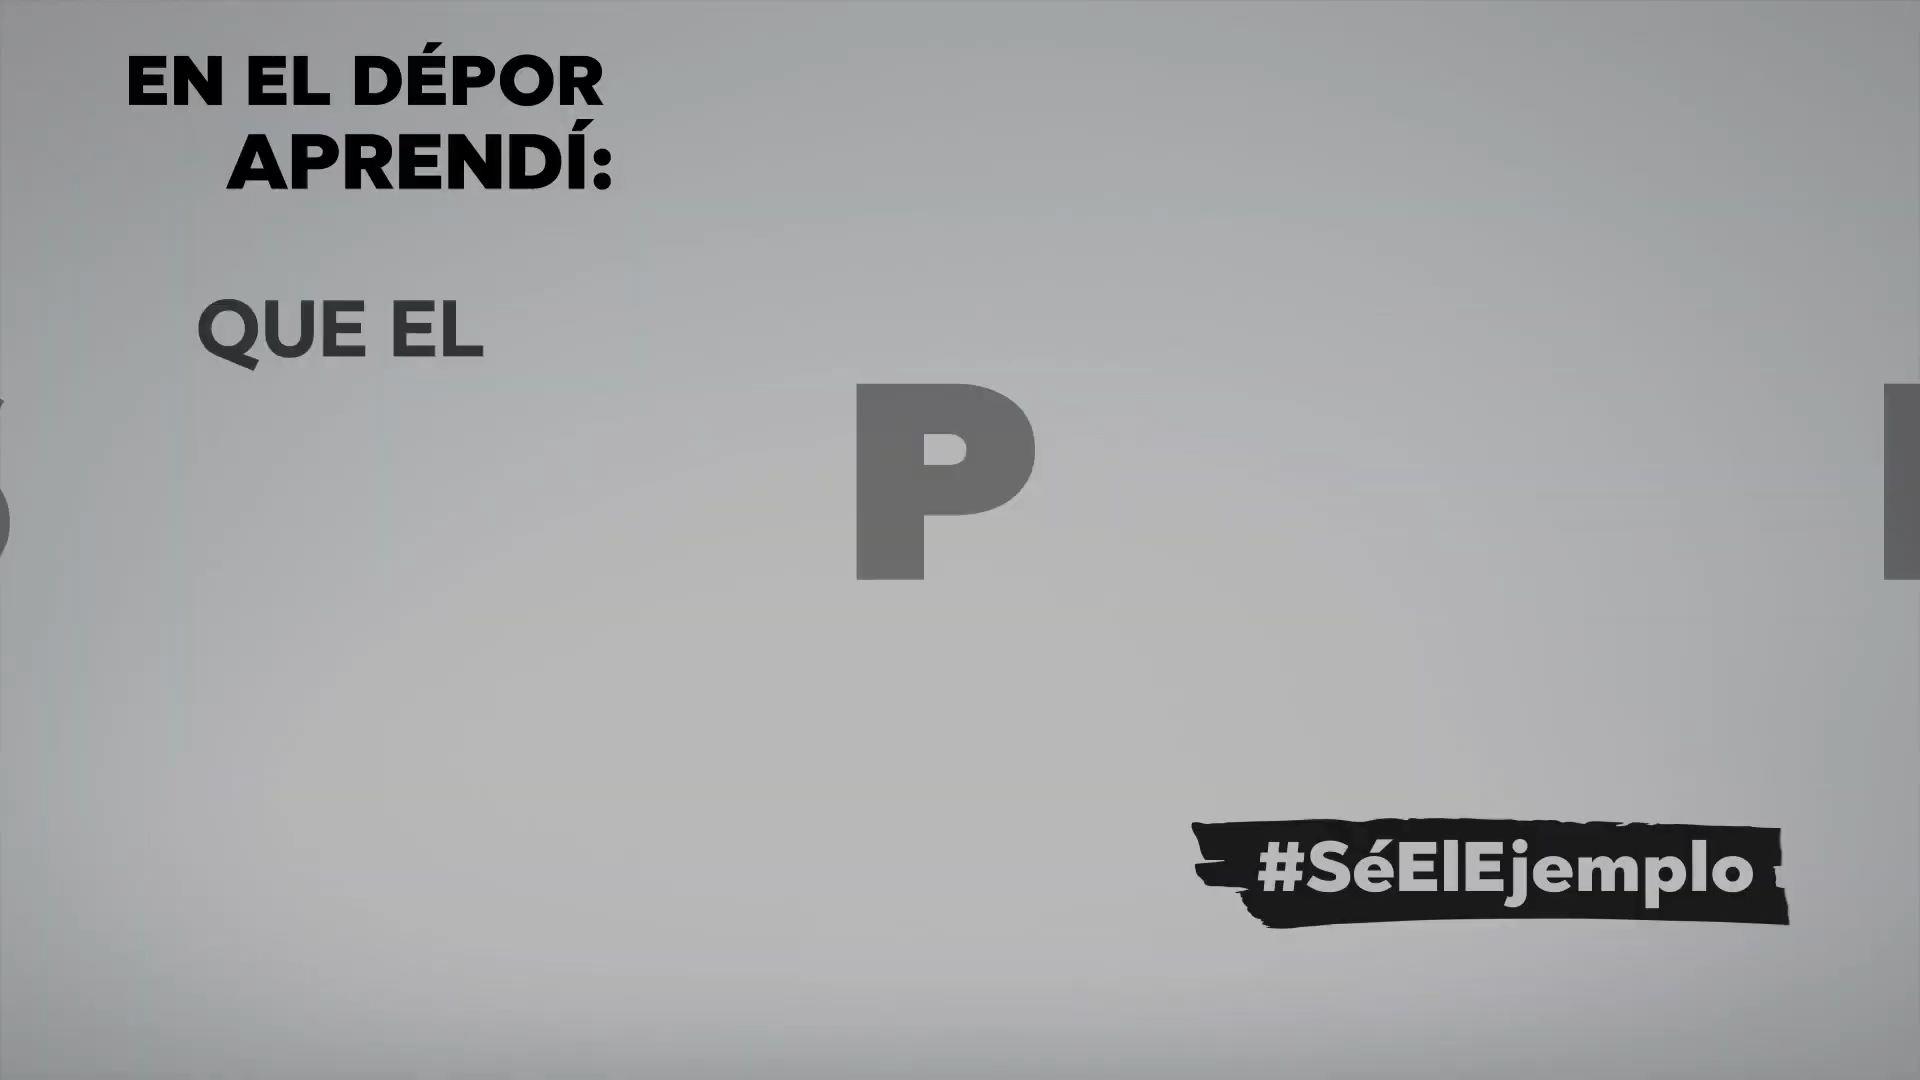 EN EL DÉPOR
APRENDÍ:
QUE EL
P
#SéElEjemplo